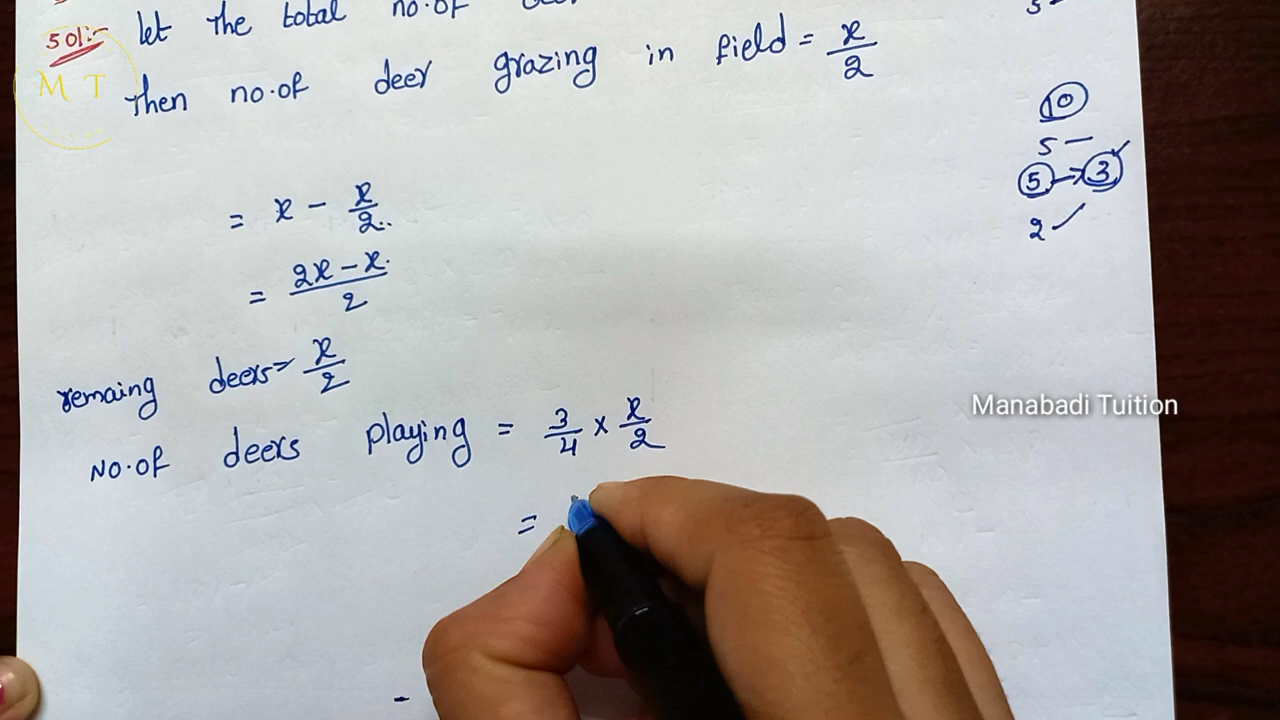 Sol:- let the total no.of
Then no.of deer grazing in field = x/2
M T
10
5 -
5 → 3 ✓
2 ✓
= x - x/2
= 2x - x / 2
remaing deers = x/2
Manabadi Tuition
No.of deers playing = 3/4 × x/2
=